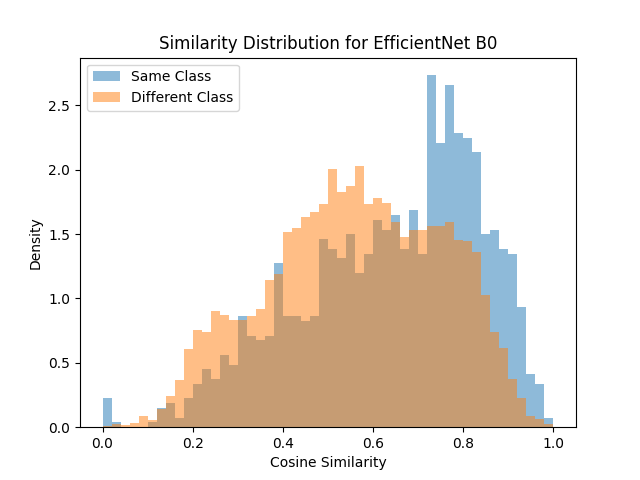 Similarity Distribution for EfficientNet B0
Same Class
Different Class
2.5
2.0
1.5
1.0
0.5
0.0
Density
0.0 0.2 0.4 0.6 0.8 1.0
Cosine Similarity